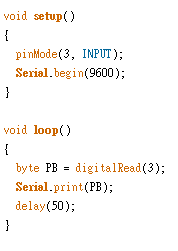 void setup()
{
  pinMode(3, INPUT);
  Serial.begin(9600);
}

void loop()
{
  byte PB = digitalRead(3);
  Serial.print(PB);
  delay(50);
}